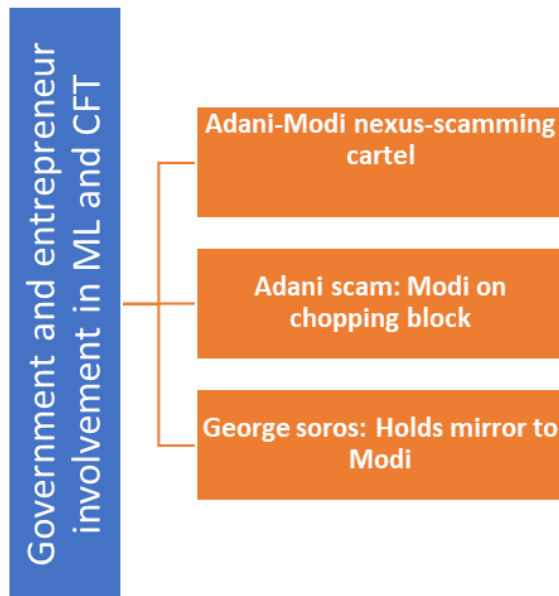 Government and entrepreneur
involvement in ML and CFT
Adani-Modi nexus-scamming
cartel
Adani scam: Modi on
chopping block
George soros: Holds mirror to
Modi